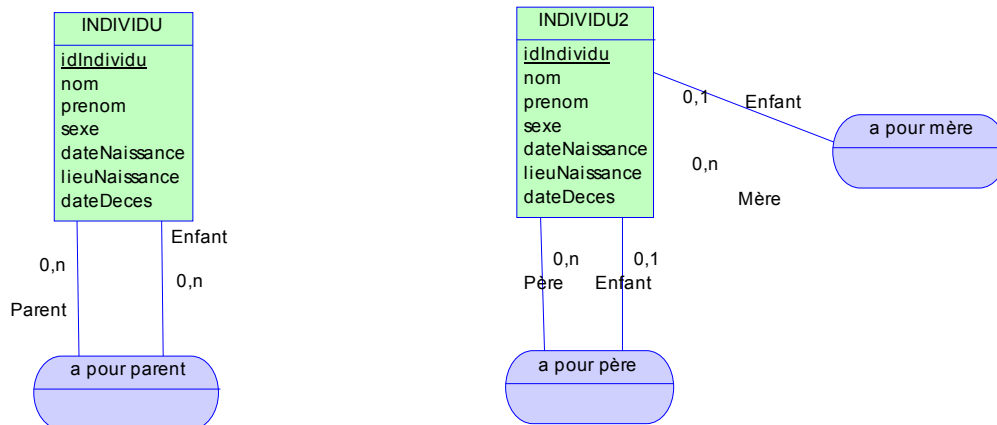 INDIVIDU
idIndividu
nom
prenom
sexe
dateNaissance
lieuNaissance
dateDeces
Enfant
0,n
0,n
Parent
a pour parent
INDIVIDU2
idIndividu
nom
prenom
sexe
dateNaissance
lieuNaissance
dateDeces
0,1
Enfant
a pour mère
0,n
Mère
0,n
0,1
Père
Enfant
a pour père